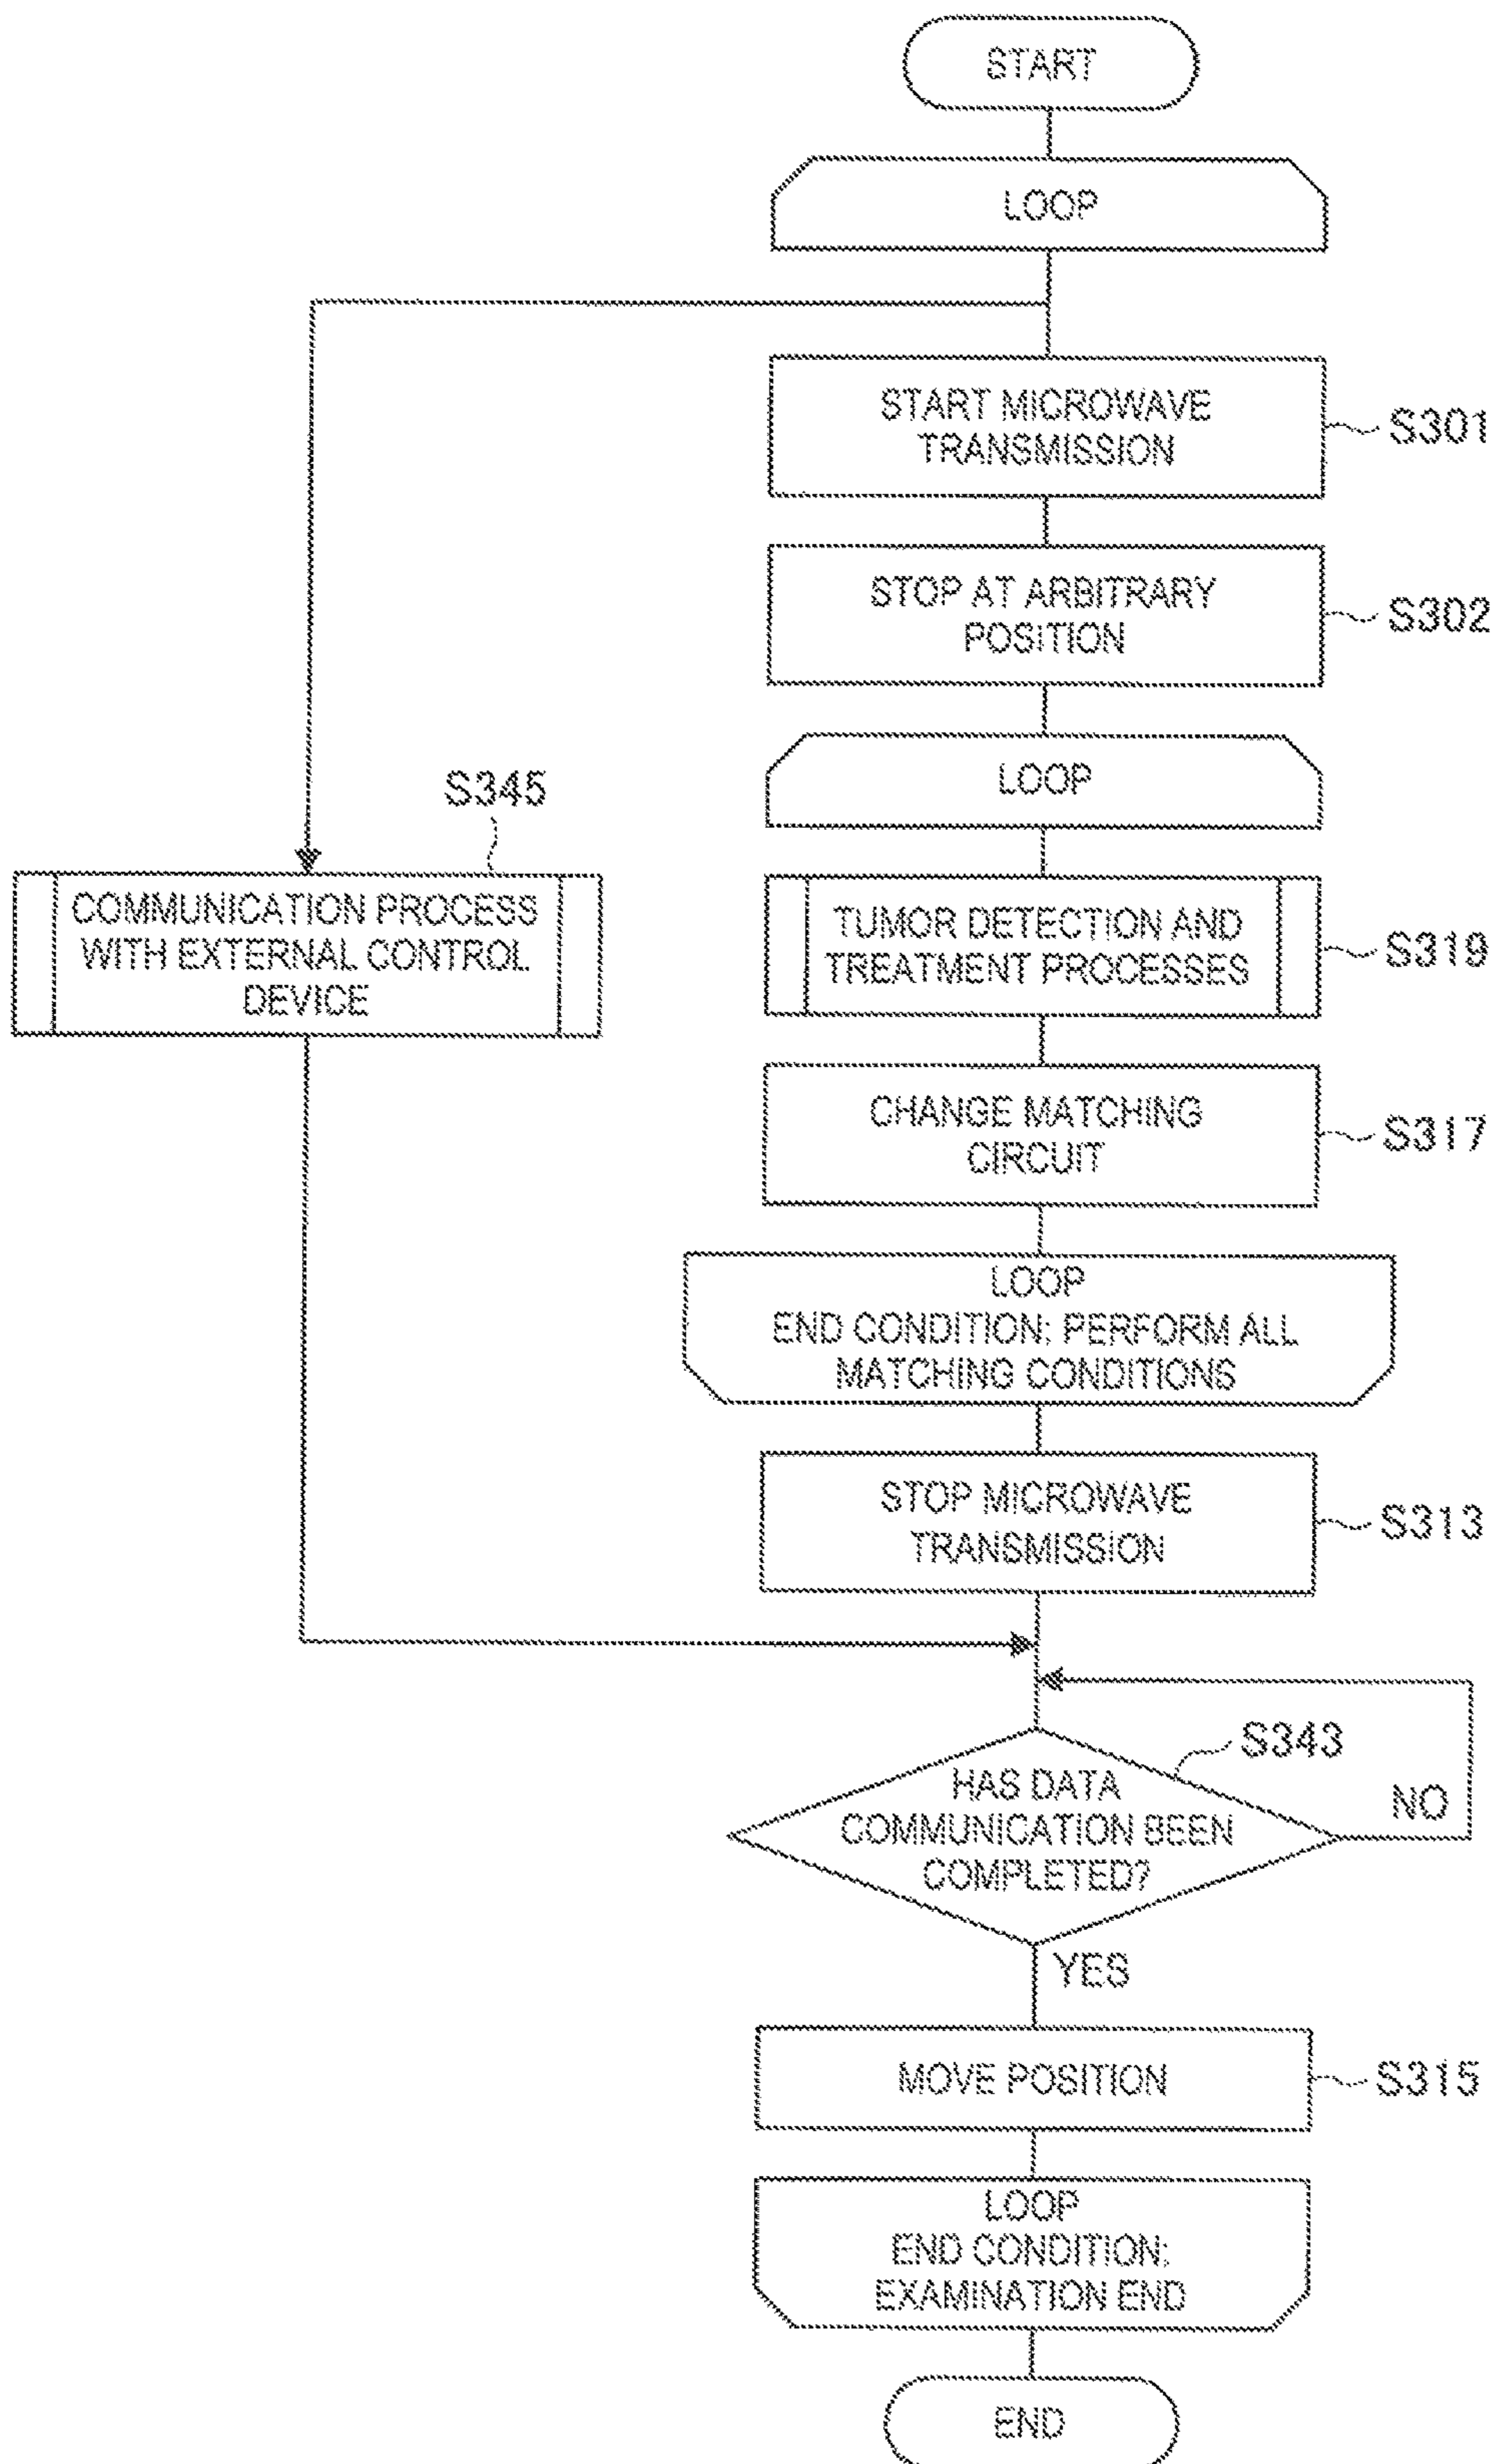 START
LOOP
START MICROWAVE
TRANSMISSION
S301
STOP AT ARBITRARY
POSITION
S302
LOOP
S345
COMMUNICATION PROCESS
WITH EXTERNAL CONTROL
DEVICE
TUMOR DETECTION AND
TREATMENT PROCESSES
S319
CHANGE MATCHING
CIRCUIT
S317
LOOP
END CONDITION: PERFORM ALL
MATCHING CONDITIONS
STOP MICROWAVE
TRANSMISSION
S313
S343
HAS DATA
COMMUNICATION BEEN
COMPLETED?
NO
YES
MOVE POSITION
S315
LOOP
END CONDITION:
EXAMINATION END
END